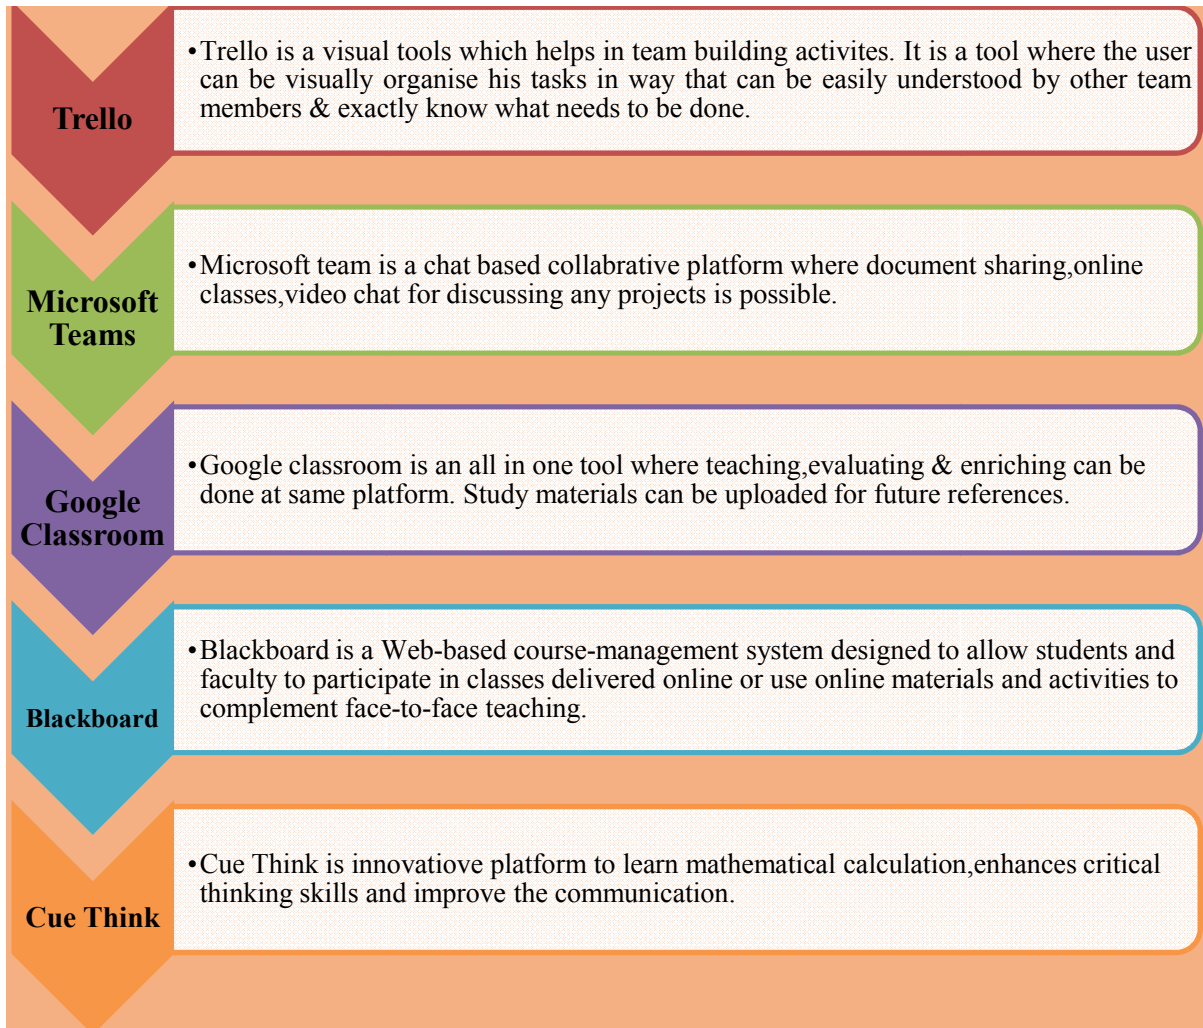 Trello
•Trello is a visual tools which helps in team building activites. It is a tool where the user
can be visually organise his tasks in way that can be easily understood by other team
members & exactly know what needs to be done.
Microsoft
Teams
•Microsoft team is a chat based collabrative platform where document sharing,online
classes,video chat for discussing any projects is possible.
Google
Classroom
•Google classroom is an all in one tool where teaching,evaluating & enriching can be
done at same platform. Study materials can be uploaded for future references.
Blackboard
•Blackboard is a Web-based course-management system designed to allow students and
faculty to participate in classes delivered online or use online materials and activities to
complement face-to-face teaching.
Cue Think
•Cue Think is innovatiove platform to learn mathematical calculation,enhances critical
thinking skills and improve the communication.